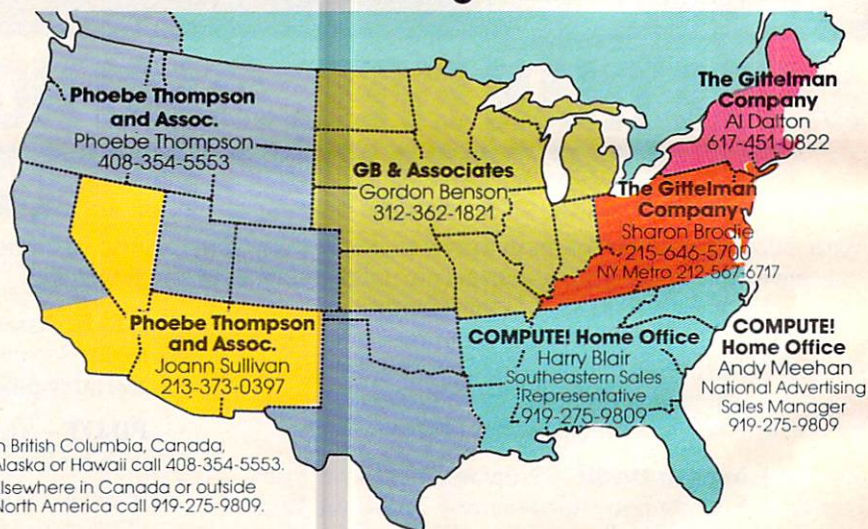 Phoebe Thompson
and Assoc.
Phoebe Thompson
408-354-5553
GB & Associates
Gordon Benson
312-362-1821
The Gittelman
Company
Al Dalton
617-451-0822
The Gittelman
Company
Sharon Brodie
215-646-5700
NY Metro 212-567-6717
Phoebe Thompson
and Assoc.
Joann Sullivan
213-373-0397
COMPUTE! Home Office
Harry Blair
Southeastern Sales
Representative
919-275-9809
COMPUTE!
Home Office
Andy Meehan
National Advertising
Sales Manager
919-275-9809
n British Columbia, Canada,
Alaska or Hawaii call 408-354-5553.
lsewhere in Canada or outside
North America call 919-275-9809.